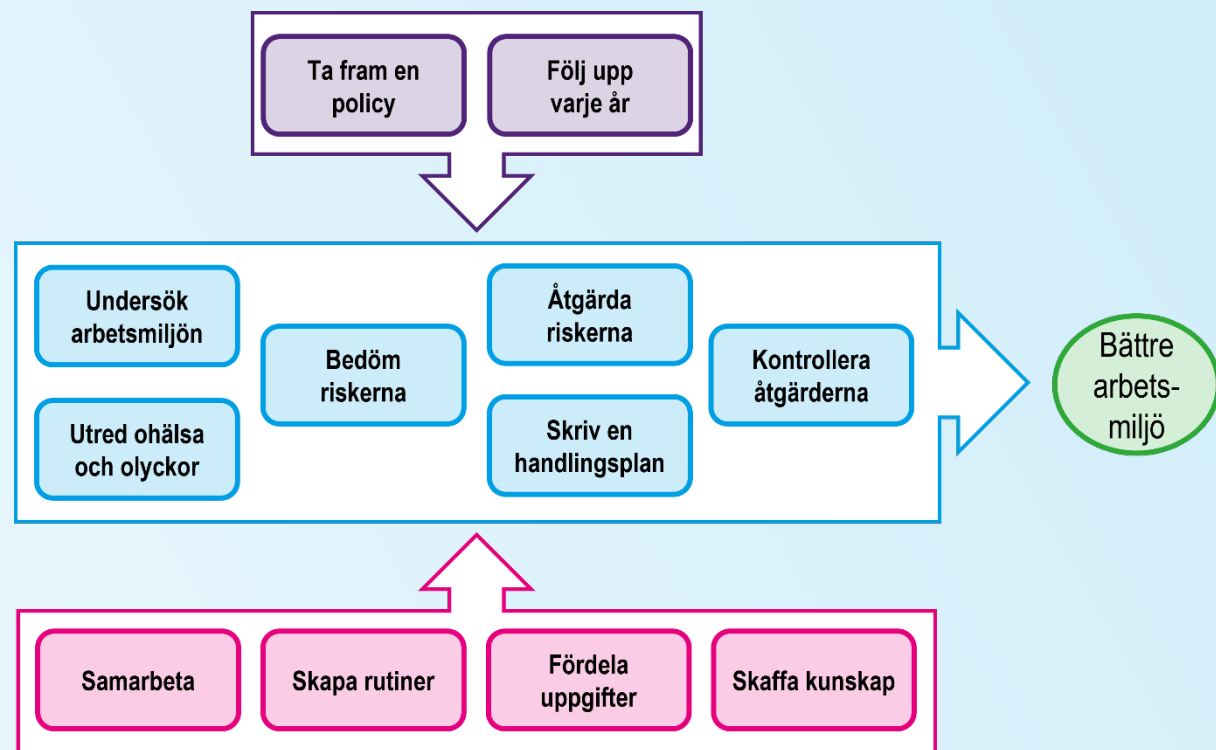 Ta fram en
policy
Följ upp
varje år
Undersök
arbetsmiljön
Utred ohälsa
och olyckor
Bedöm
riskerna
Åtgärda
riskerna
Skriv en
handlingsplan
Kontrollera
åtgärderna
Bättre
arbets-
miljö
Samarbeta
Skapa rutiner
Fördela
uppgifter
Skaffa kunskap